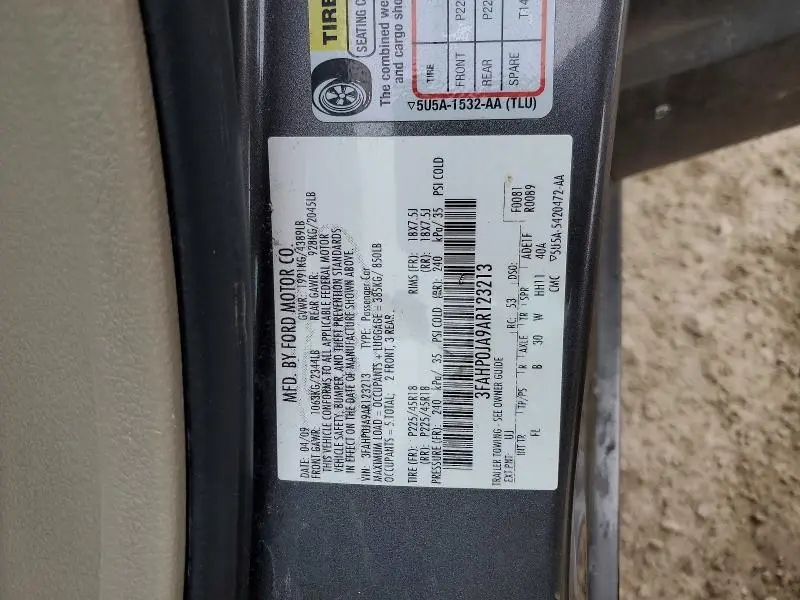 TIRE
SEATING C
The combined we
and cargo sho
TIRE
FRONT P22
REAR P22
SPARE T14
▽5U5A-1532-AA (TLU)
MFD. BY FORD MOTOR CO.
DATE: 04/09 GVWR: 1991KG/4389LB
FRONT GAWR: 1063KG/2344LB REAR GAWR: 928KG/2045LB
THIS VEHICLE CONFORMS TO ALL APPLICABLE FEDERAL MOTOR
VEHICLE SAFETY, BUMPER, AND THEFT PREVENTION STANDARDS
IN EFFECT ON THE DATE OF MANUFACTURE SHOWN ABOVE.
VIN: 3FAHP0JA9AR123213 TYPE: Passenger Car
MAXIMUM LOAD = OCCUPANTS + LUGGAGE = 385KG/ 850LB
OCCUPANTS = 5 TOTAL; 2 FRONT, 3 REAR
TIRE (FR): P225/45R18 RIMS (FR): 18X7.5J
(RR): P225/45R18 (RR): 18X7.5J
PRESSURE (FR): 240 kPa/ 35 PSI COLD (RR): 240 kPa/ 35 PSI COLD
3FAHP0JA9AR123213
TRAILER TOWING - SEE OWNER GUIDE F0081
R0089
EXT PNT: UJ RC: 53 DSO:
INT TR TP/PS R AXLE TR SPR ADE1F
FL B 30 W HH11 40A
CMC ▽5U5A-5420472-AA